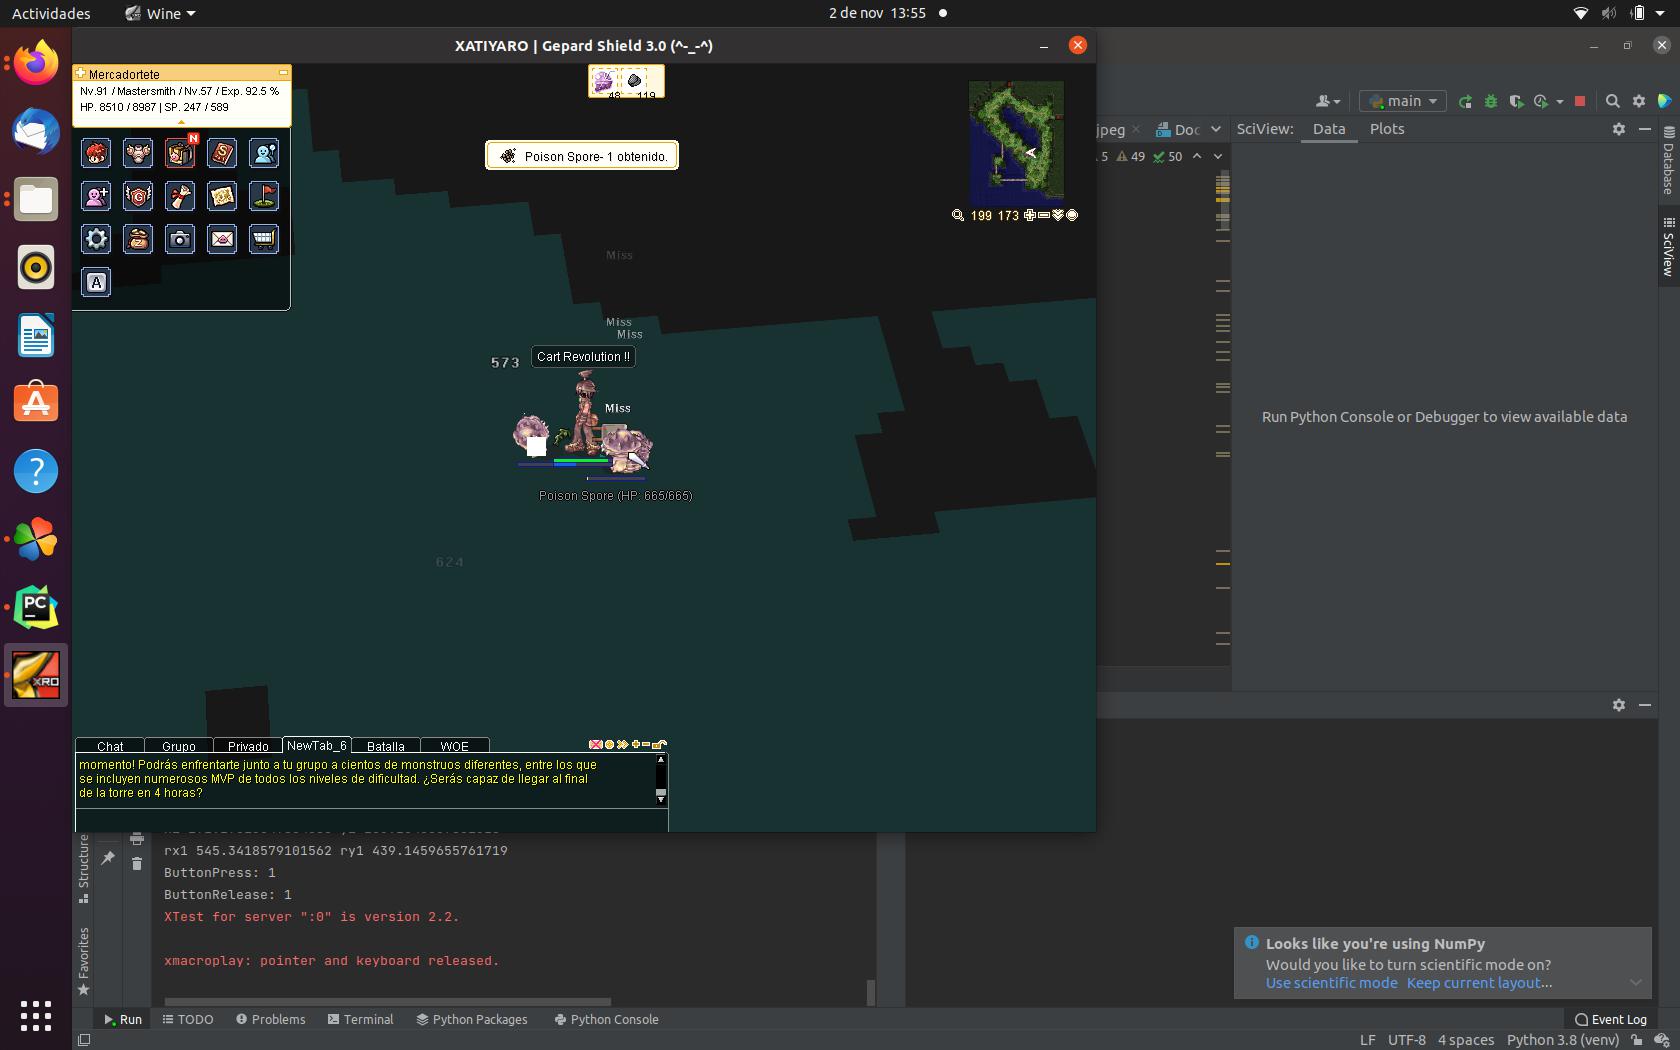 Actividades
Wine
2 de nov 13:55
XATIYARO | Gepard Shield 3.0 (^-_-^)
Mercadortete
Nv.91 / Mastersmith / Nv.57 / Exp. 92.5 %
HP. 8510 / 8987 | SP. 247 / 589
N
A
48
119
Poison Spore- 1 obtenido.
199 173
Miss
Miss
Miss
573
Cart Revolution !!
Miss
Poison Spore (HP: 665/665)
624
Chat
Grupo
Privado
NewTab_6
Batalla
WOE
momento! Podrás enfrentarte junto a tu grupo a cientos de monstruos diferentes, entre los que
se incluyen numerosos MVP de todos los niveles de dificultad. ¿Serás capaz de llegar al final
de la torre en 4 horas?
main
jpeg
Doc
SciView:
Data
Plots
5
49
50
Database
SciView
Run Python Console or Debugger to view available data
PC
XRO
rx1 545.3418579101562 ry1 439.1459655761719
ButtonPress: 1
ButtonRelease: 1
XTest for server ":0" is version 2.2.
xmacroplay: pointer and keyboard released.
Structure
Favorites
Looks like you're using NumPy
Would you like to turn scientific mode on?
Use scientific mode Keep current layout...
Run
TODO
Problems
Terminal
Python Packages
Python Console
Event Log
LF UTF-8 4 spaces Python 3.8 (venv)